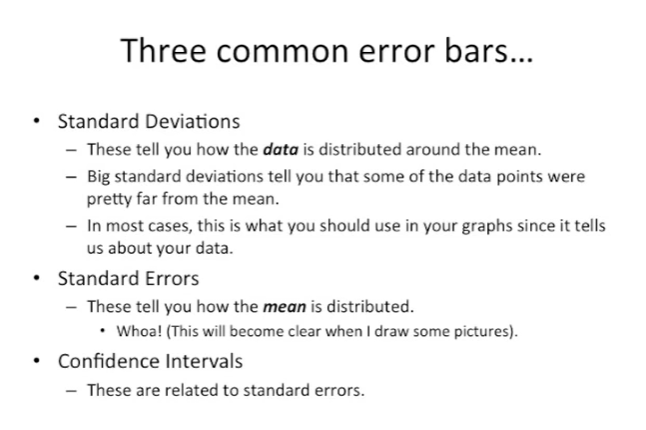 Three common error bars...
• Standard Deviations
– These tell you how the data is distributed around the mean.
– Big standard deviations tell you that some of the data points were
pretty far from the mean.
– In most cases, this is what you should use in your graphs since it tells
us about your data.
• Standard Errors
– These tell you how the mean is distributed.
• Whoa! (This will become clear when I draw some pictures).
• Confidence Intervals
– These are related to standard errors.